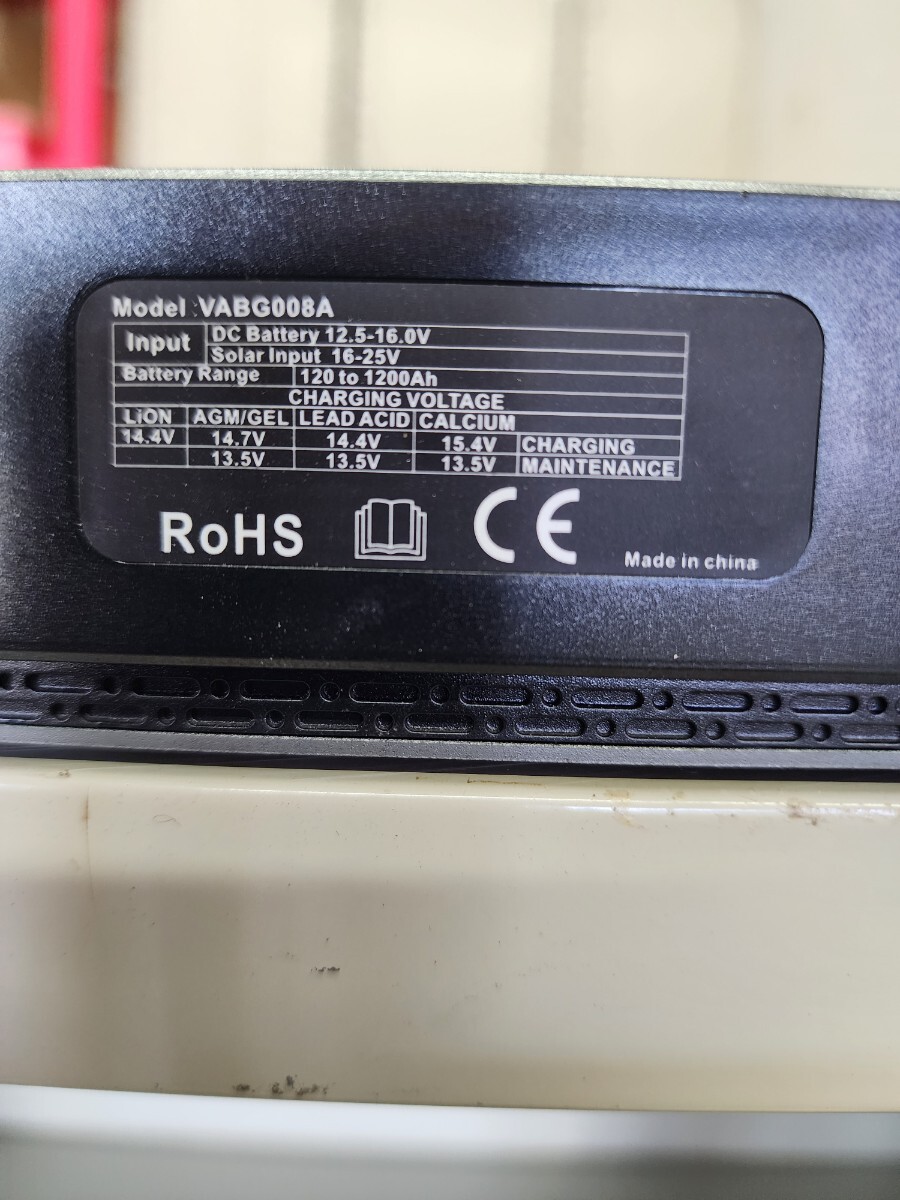 Model VABG008A
Input DC Battery 12.5-16.0V
Solar Input 16-25V
Battery Range 120 to 1200Ah
CHARGING VOLTAGE
LiON AGM/GEL LEAD ACID CALCIUM
14.4V 14.7V 14.4V 15.4V CHARGING
13.5V 13.5V 13.5V MAINTENANCE
RoHS CE
Made in china